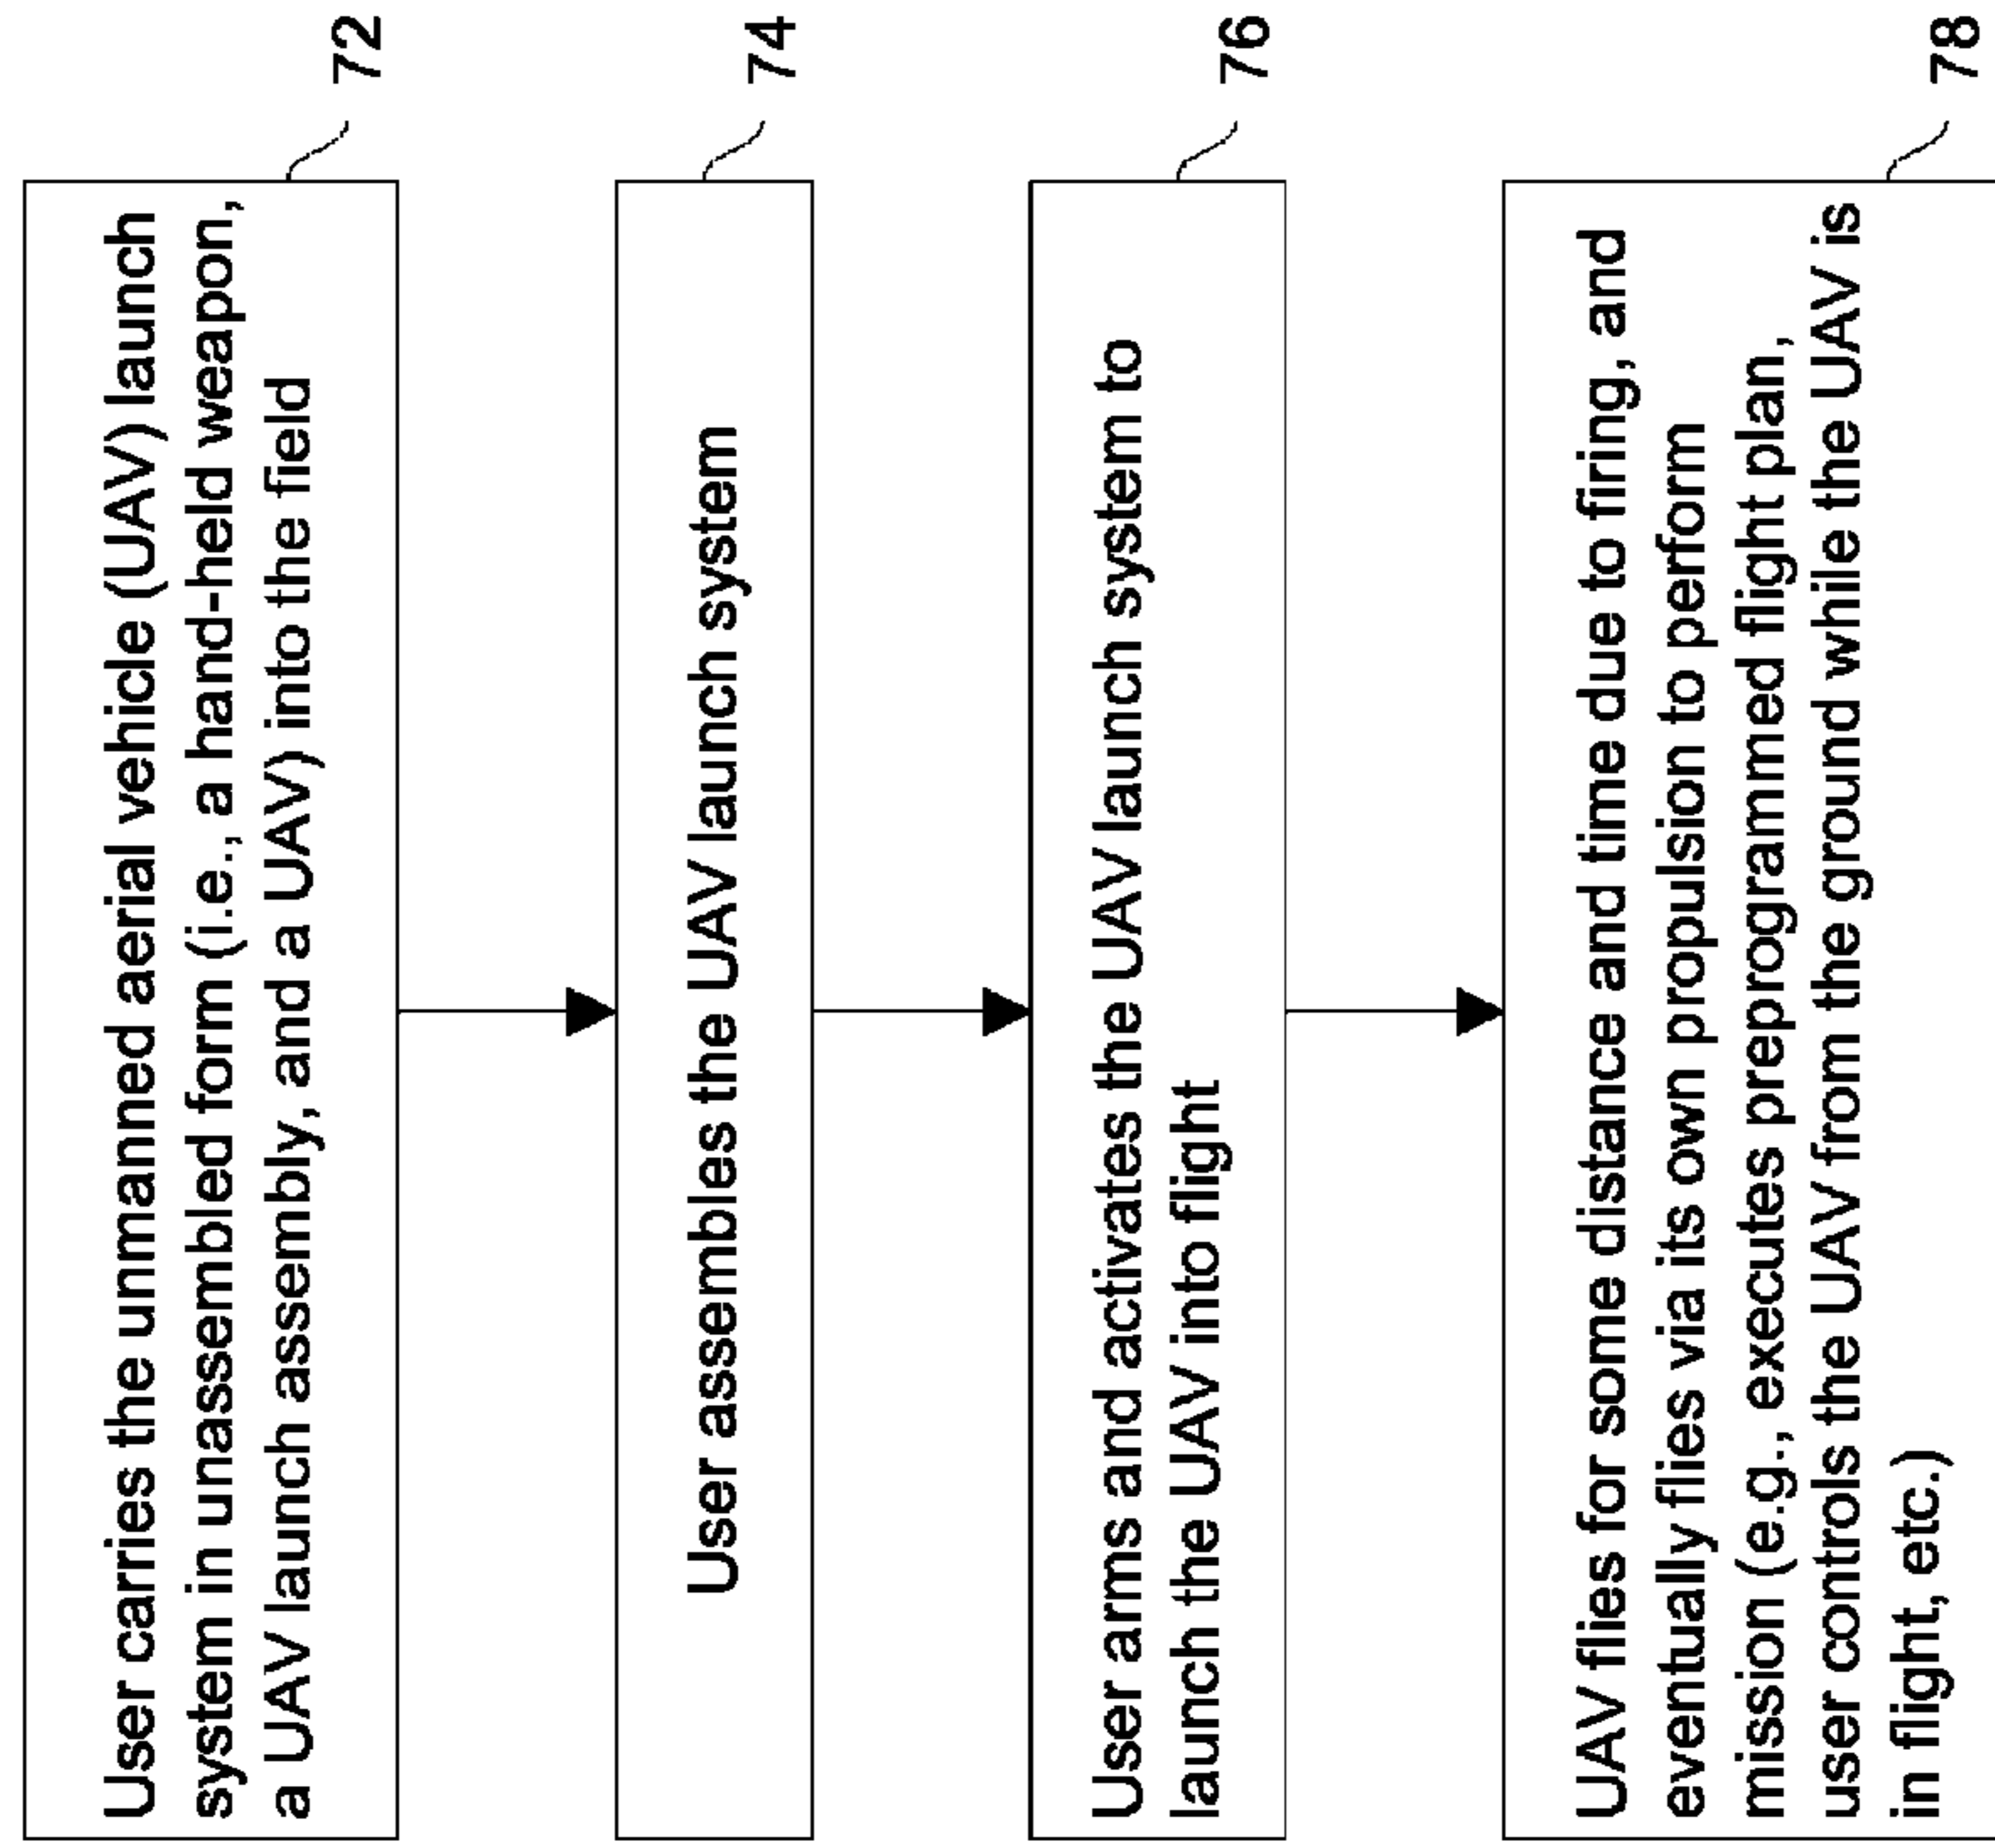 User carries the unmanned aerial vehicle (UAV) launch
system in unassembled form (i.e., a hand-held weapon,
a UAV launch assembly, and a UAV) into the field
72
User assembles the UAV launch system
74
User arms and activates the UAV launch system to
launch the UAV into flight
76
UAV flies for some distance and time due to firing, and
eventually flies via its own propulsion to perform
mission (e.g., executes preprogrammed flight plan,
user controls the UAV from the ground while the UAV is
in flight, etc.)
78